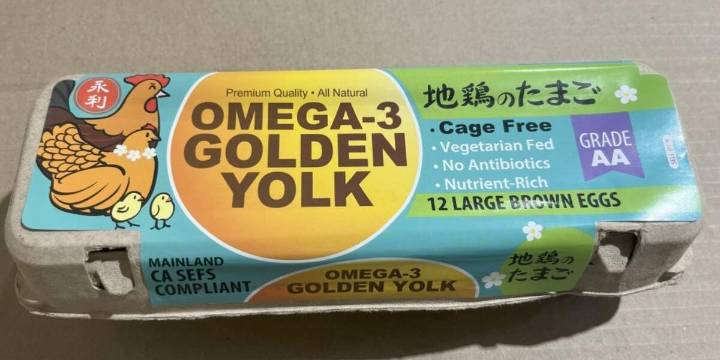 永
利
Premium Quality • All Natural
OMEGA-3
GOLDEN
YOLK
地鶏のたまご
• Cage Free
• Vegetarian Fed
• No Antibiotics
• Nutrient-Rich
GRADE
AA
12 LARGE BROWN EGGS
MAINLAND
CA SEFS
COMPLIANT
OMEGA-3
GOLDEN YOLK
地鶏の
たまご